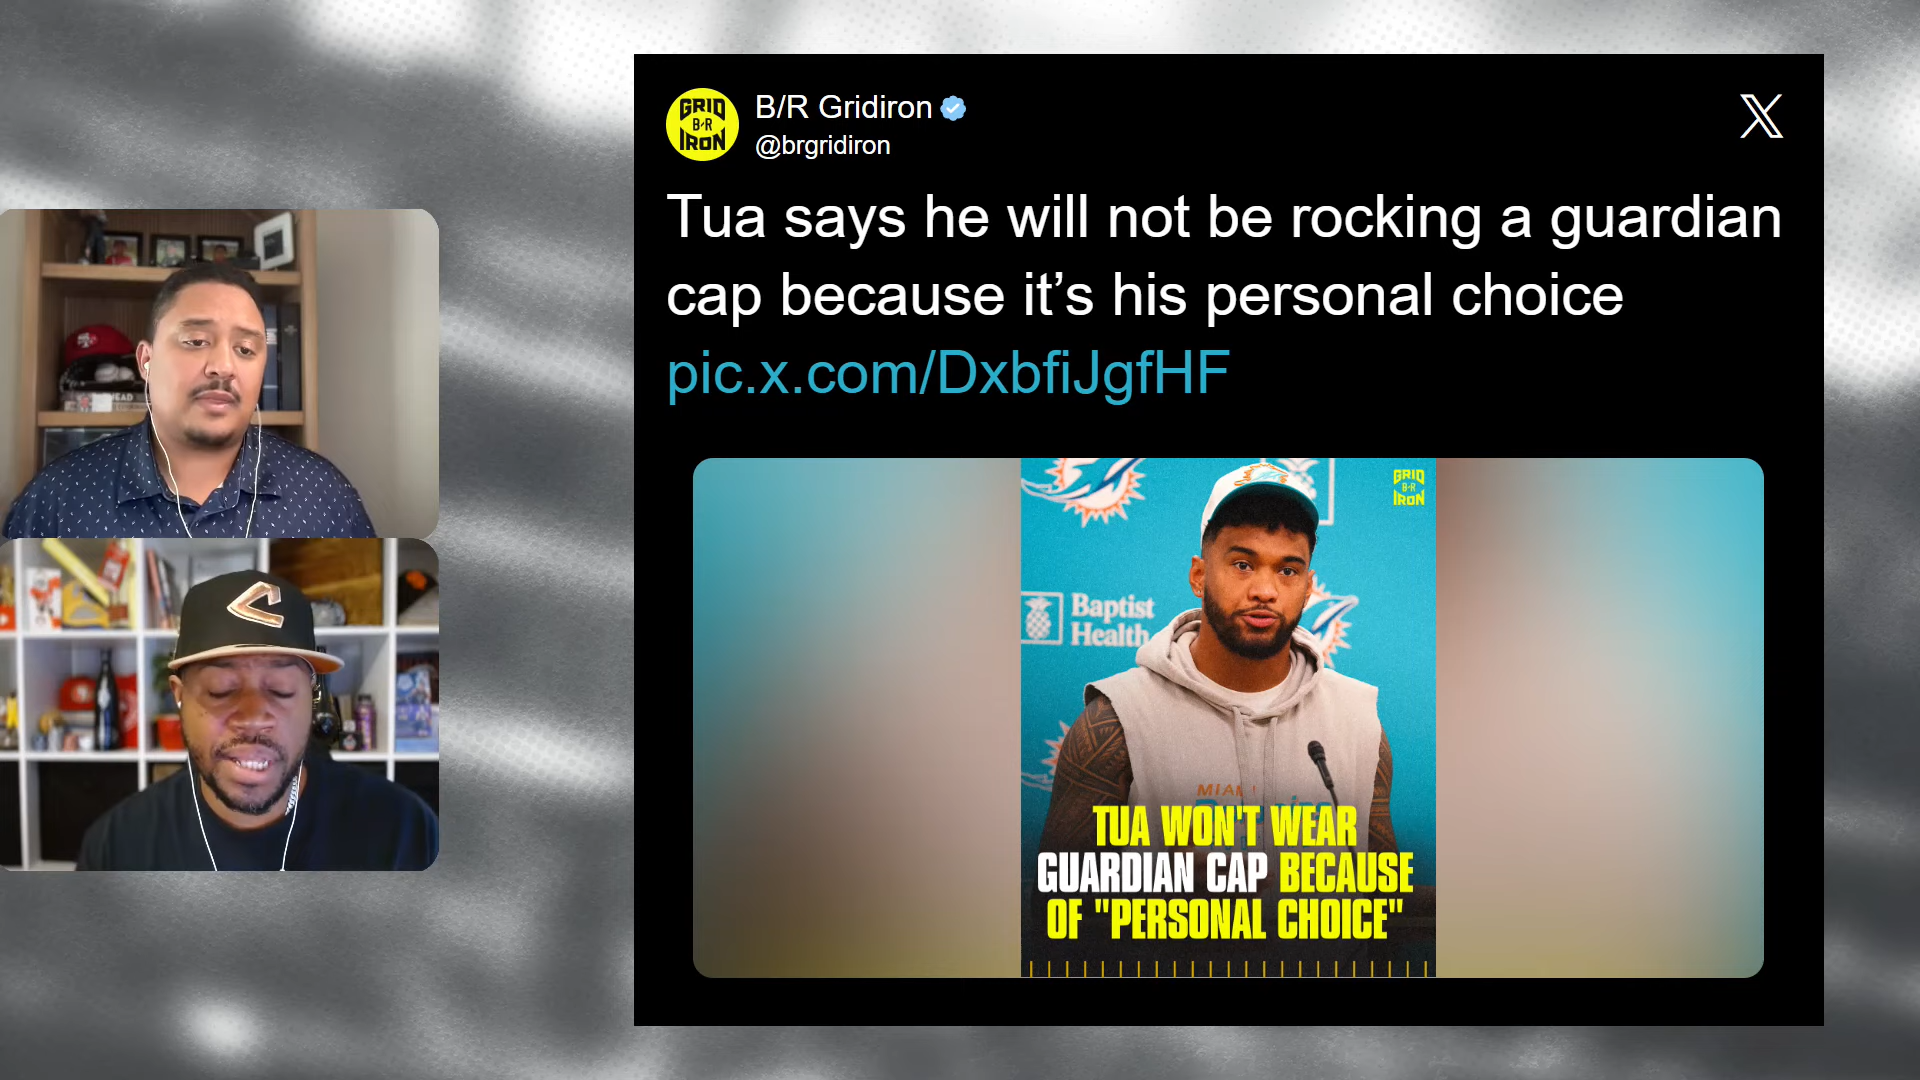 GRID
B/R
IRON
B/R Gridiron
@brgridiron
Tua says he will not be rocking a guardian
cap because it’s his personal choice
pic.x.com/DxbfiJgfHF
GRID
B/R
IRON
Baptist
Health
MIAMI
TUA WON'T WEAR
GUARDIAN CAP BECAUSE
OF "PERSONAL CHOICE"